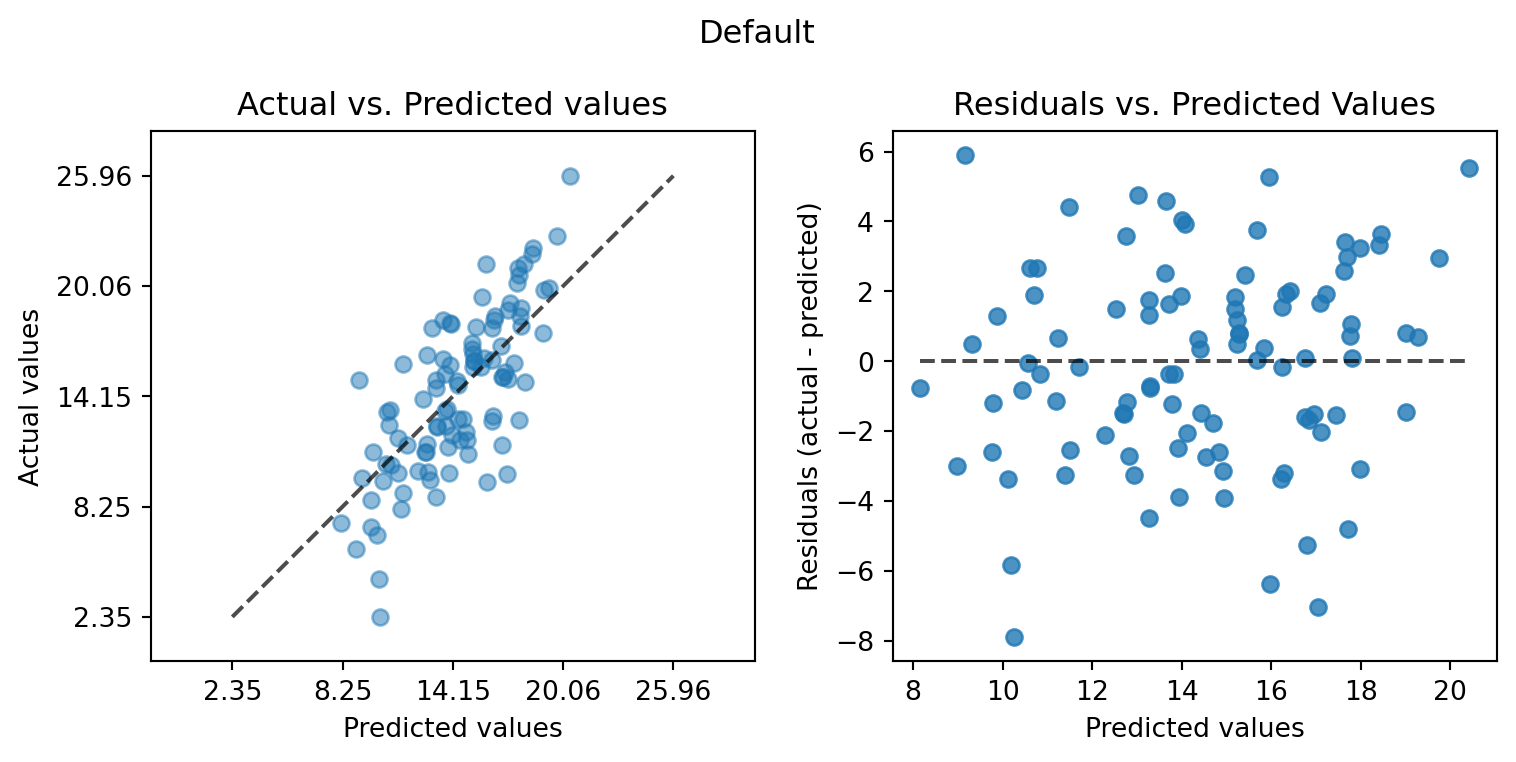 Default
Actual vs. Predicted values
Actual values
25.96
20.06
14.15
8.25
2.35
2.35 8.25 14.15 20.06 25.96
Predicted values
Residuals vs. Predicted Values
Residuals (actual - predicted)
6
4
2
0
−2
−4
−6
−8
8 10 12 14 16 18 20
Predicted values